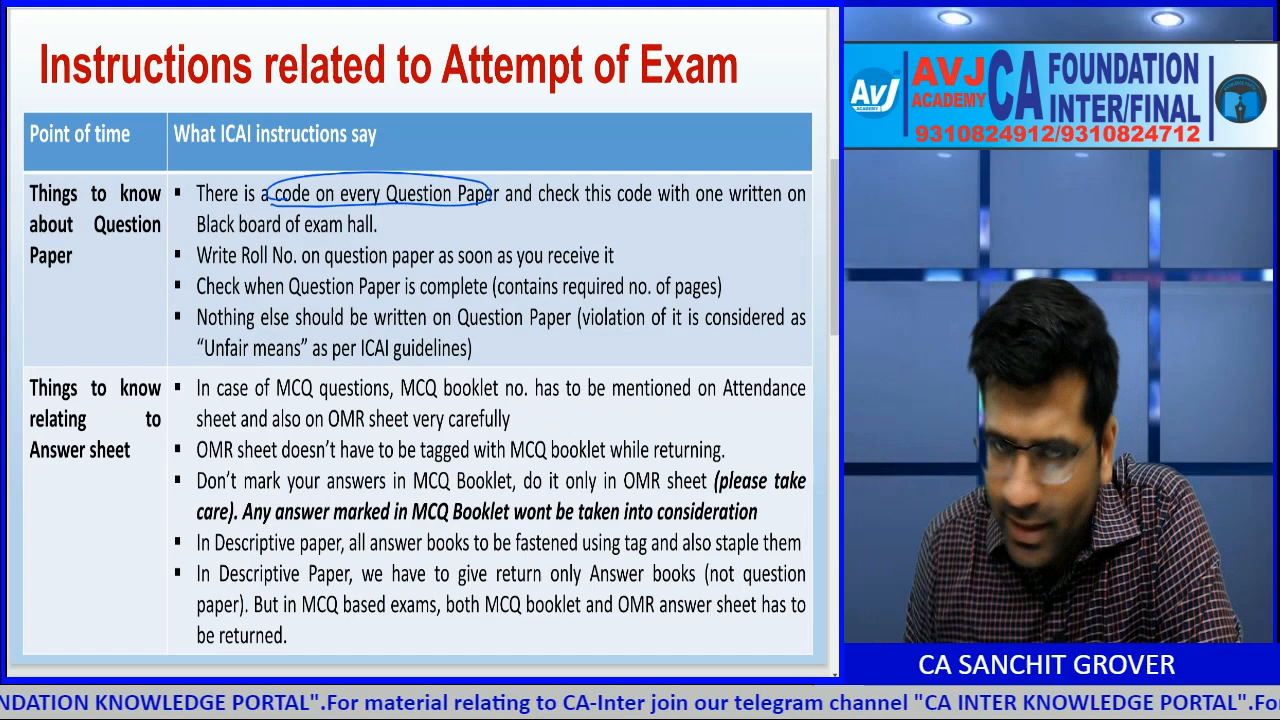 Instructions related to Attempt of Exam
Point of time
What ICAI instructions say
Things to know
about Question
Paper
▪ There is a code on every Question Paper and check this code with one written on
Black board of exam hall.
▪ Write Roll No. on question paper as soon as you receive it
▪ Check when Question Paper is complete (contains required no. of pages)
▪ Nothing else should be written on Question Paper (violation of it is considered as
“Unfair means” as per ICAI guidelines)
Things to know
relating to
Answer sheet
▪ In case of MCQ questions, MCQ booklet no. has to be mentioned on Attendance
sheet and also on OMR sheet very carefully
▪ OMR sheet doesn’t have to be tagged with MCQ booklet while returning.
▪ Don’t mark your answers in MCQ Booklet, do it only in OMR sheet (please take
care). Any answer marked in MCQ Booklet wont be taken into consideration
▪ In Descriptive paper, all answer books to be fastened using tag and also staple them
▪ In Descriptive Paper, we have to give return only Answer books (not question
paper). But in MCQ based exams, both MCQ booklet and OMR answer sheet has to
be returned.
AVJ
ACADEMY
AVJ
ACADEMY
CA
FOUNDATION
INTER/FINAL
9310824912/9310824712
CA SANCHIT GROVER
NDATION KNOWLEDGE PORTAL".For material relating to CA-Inter join our telegram channel "CA INTER KNOWLEDGE PORTAL".Fo